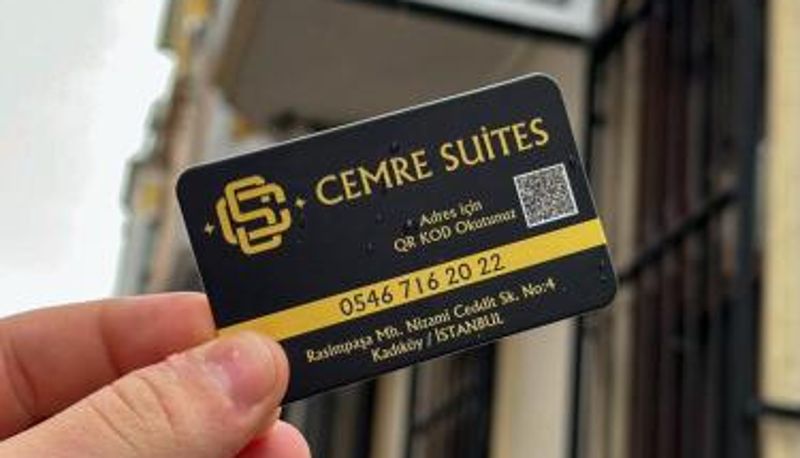 CEMRE SUİTES
Adres için
QR KOD Okutunuz
0546 716 20 22
Rasimpaşa Mh. Nizami Ceddit Sk. No:4
Kadıköy / İSTANBUL